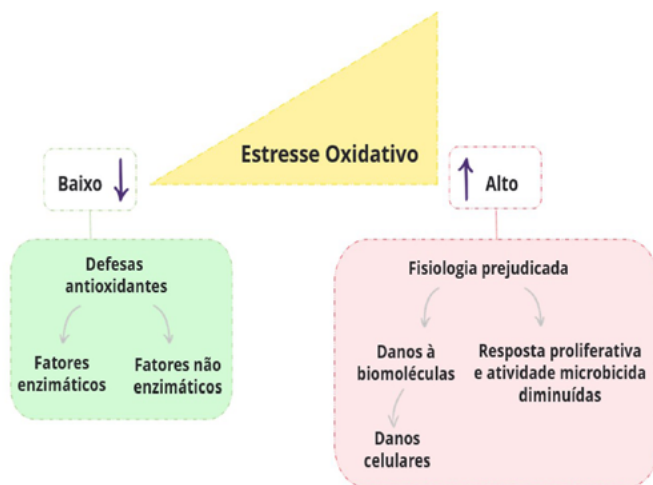 Estresse Oxidativo
Baixo
Alto
Defesas
antioxidantes
Fatores
enzimáticos
Fatores não
enzimáticos
Fisiologia prejudicada
Danos à
biomoléculas
Resposta proliferativa
e atividade microbicida
diminuídas
Danos
celulares